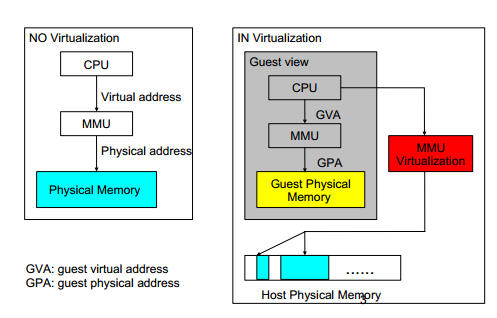 NO Virtualization
CPU
Virtual address
MMU
Physical address
Physical Memory
GVA: guest virtual address
GPA: guest physical address
IN Virtualization
Guest view
CPU
GVA
MMU
GPA
Guest Physical
Memory
MMU
Virtualization
......
Host Physical Memory
3